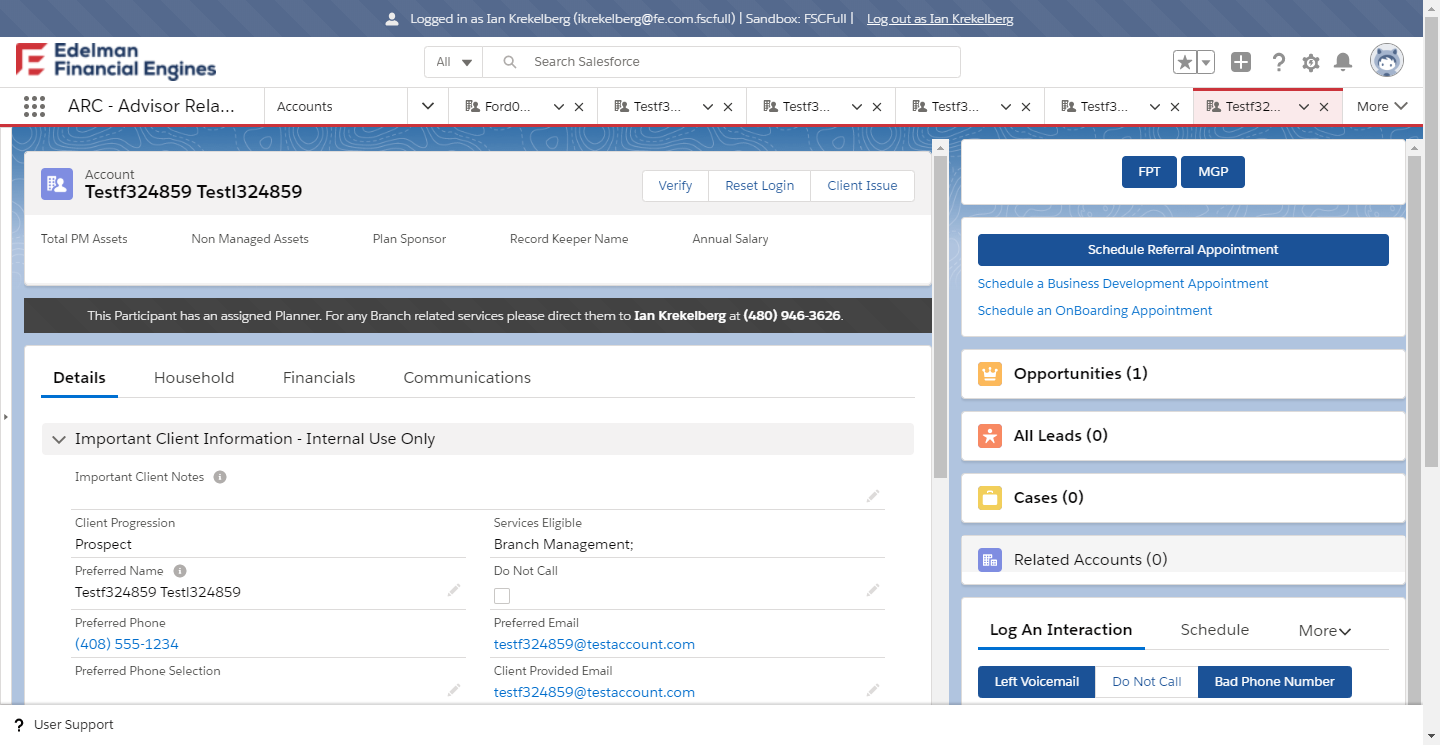 Logged in as Ian Krekelberg (ikrekelberg@fe.com.fscfull) | Sandbox: FSCFull | Log out as Ian Krekelberg
Edelman
Financial Engines
All
Search Salesforce
ARC - Advisor Rela...
Accounts
Ford0...
Testf3...
Testf3...
Testf3...
Testf3...
Testf32...
More
Account
Testf324859 Testl324859
Verify
Reset Login
Client Issue
Total PM Assets
Non Managed Assets
Plan Sponsor
Record Keeper Name
Annual Salary
This Participant has an assigned Planner. For any Branch related services please direct them to Ian Krekelberg at (480) 946-3626.
Details
Household
Financials
Communications
Important Client Information - Internal Use Only
Important Client Notes
Client Progression
Prospect
Services Eligible
Branch Management;
Preferred Name
Testf324859 Testl324859
Do Not Call
Preferred Phone
(408) 555-1234
Preferred Email
testf324859@testaccount.com
Preferred Phone Selection
Client Provided Email
testf324859@testaccount.com
FPT
MGP
Schedule Referral Appointment
Schedule a Business Development Appointment
Schedule an OnBoarding Appointment
Opportunities (1)
All Leads (0)
Cases (0)
Related Accounts (0)
Log An Interaction
Schedule
More
Left Voicemail
Do Not Call
Bad Phone Number
? User Support